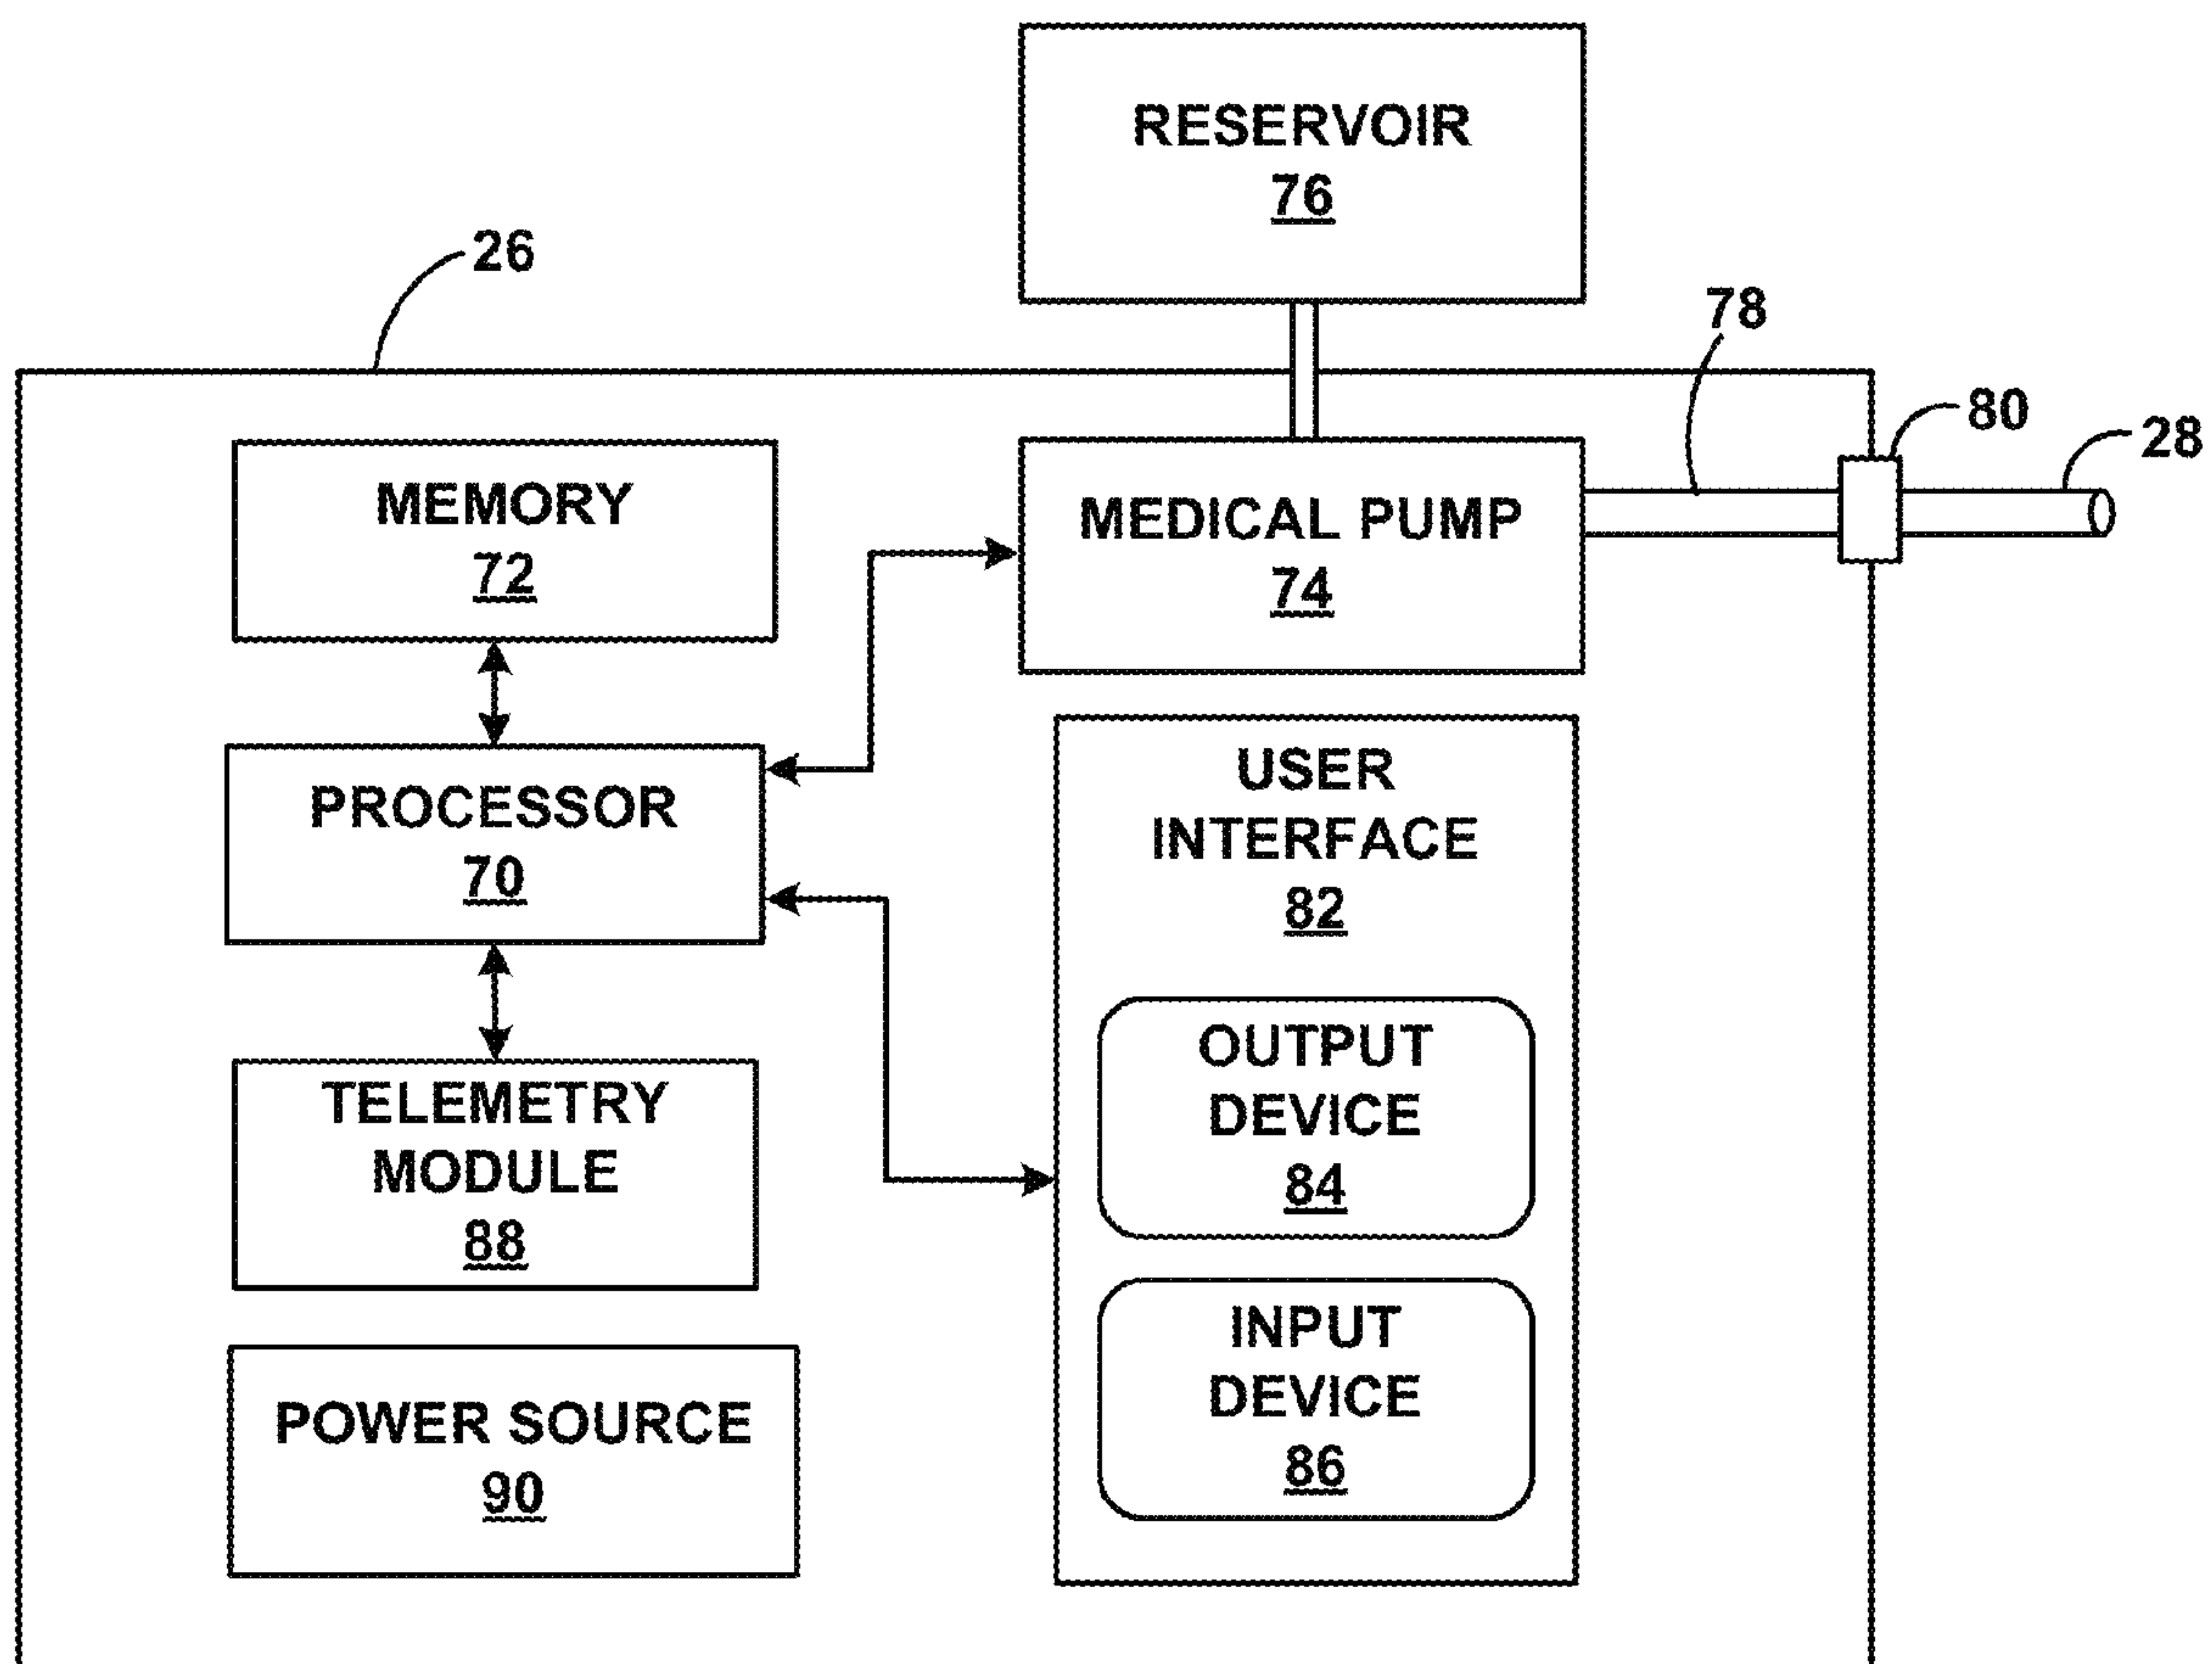 RESERVOIR
76
26
78
80
28
MEMORY
72
MEDICAL PUMP
74
PROCESSOR
70
USER
INTERFACE
82
OUTPUT
DEVICE
84
TELEMETRY
MODULE
88
INPUT
DEVICE
86
POWER SOURCE
90